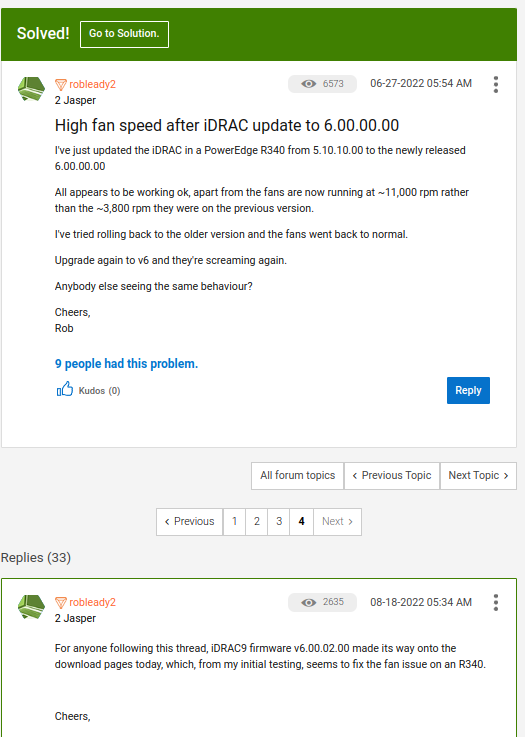 Solved! Go to Solution.
robleady2 6573 06-27-2022 05:54 AM
2 Jasper
High fan speed after iDRAC update to 6.00.00.00
I've just updated the iDRAC in a PowerEdge R340 from 5.10.10.00 to the newly released
6.00.00.00
All appears to be working ok, apart from the fans are now running at ~11,000 rpm rather
than the ~3,800 rpm they were on the previous version.
I've tried rolling back to the older version and the fans went back to normal.
Upgrade again to v6 and they're screaming again.
Anybody else seeing the same behaviour?
Cheers,
Rob
9 people had this problem.
Kudos (0) Reply
All forum topics ‹ Previous Topic Next Topic ›
‹ Previous 1 2 3 4 Next ›
Replies (33)
robleady2 2635 08-18-2022 05:34 AM
2 Jasper
For anyone following this thread, iDRAC9 firmware v6.00.02.00 made its way onto the
download pages today, which, from my initial testing, seems to fix the fan issue on an R340.
Cheers,